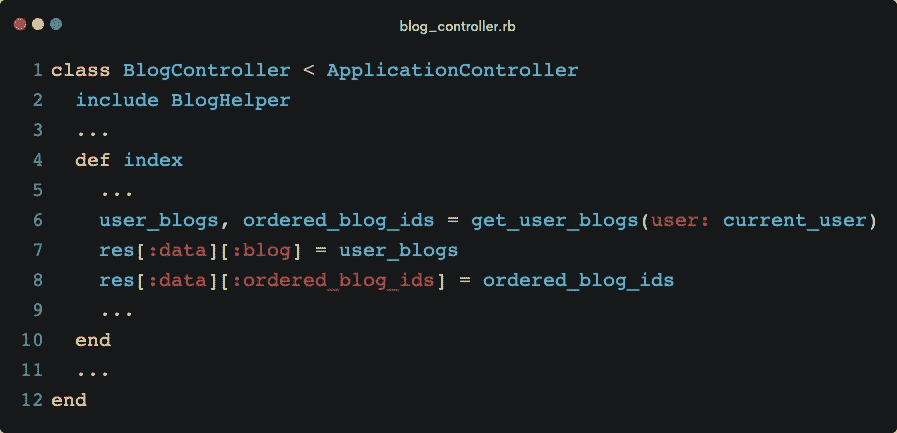 blog_controller.rb
1 class BlogController < ApplicationController
2   include BlogHelper
3   ...
4   def index
5     ...
6     user_blogs, ordered_blog_ids = get_user_blogs(user: current_user)
7     res[:data][:blog] = user_blogs
8     res[:data][:ordered_blog_ids] = ordered_blog_ids
9     ...
10   end
11   ...
12 end